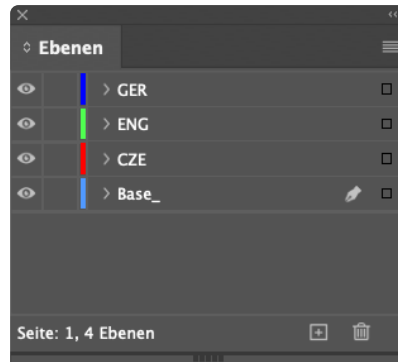 Ebenen
GER
ENG
CZE
Base_
Seite: 1, 4 Ebenen